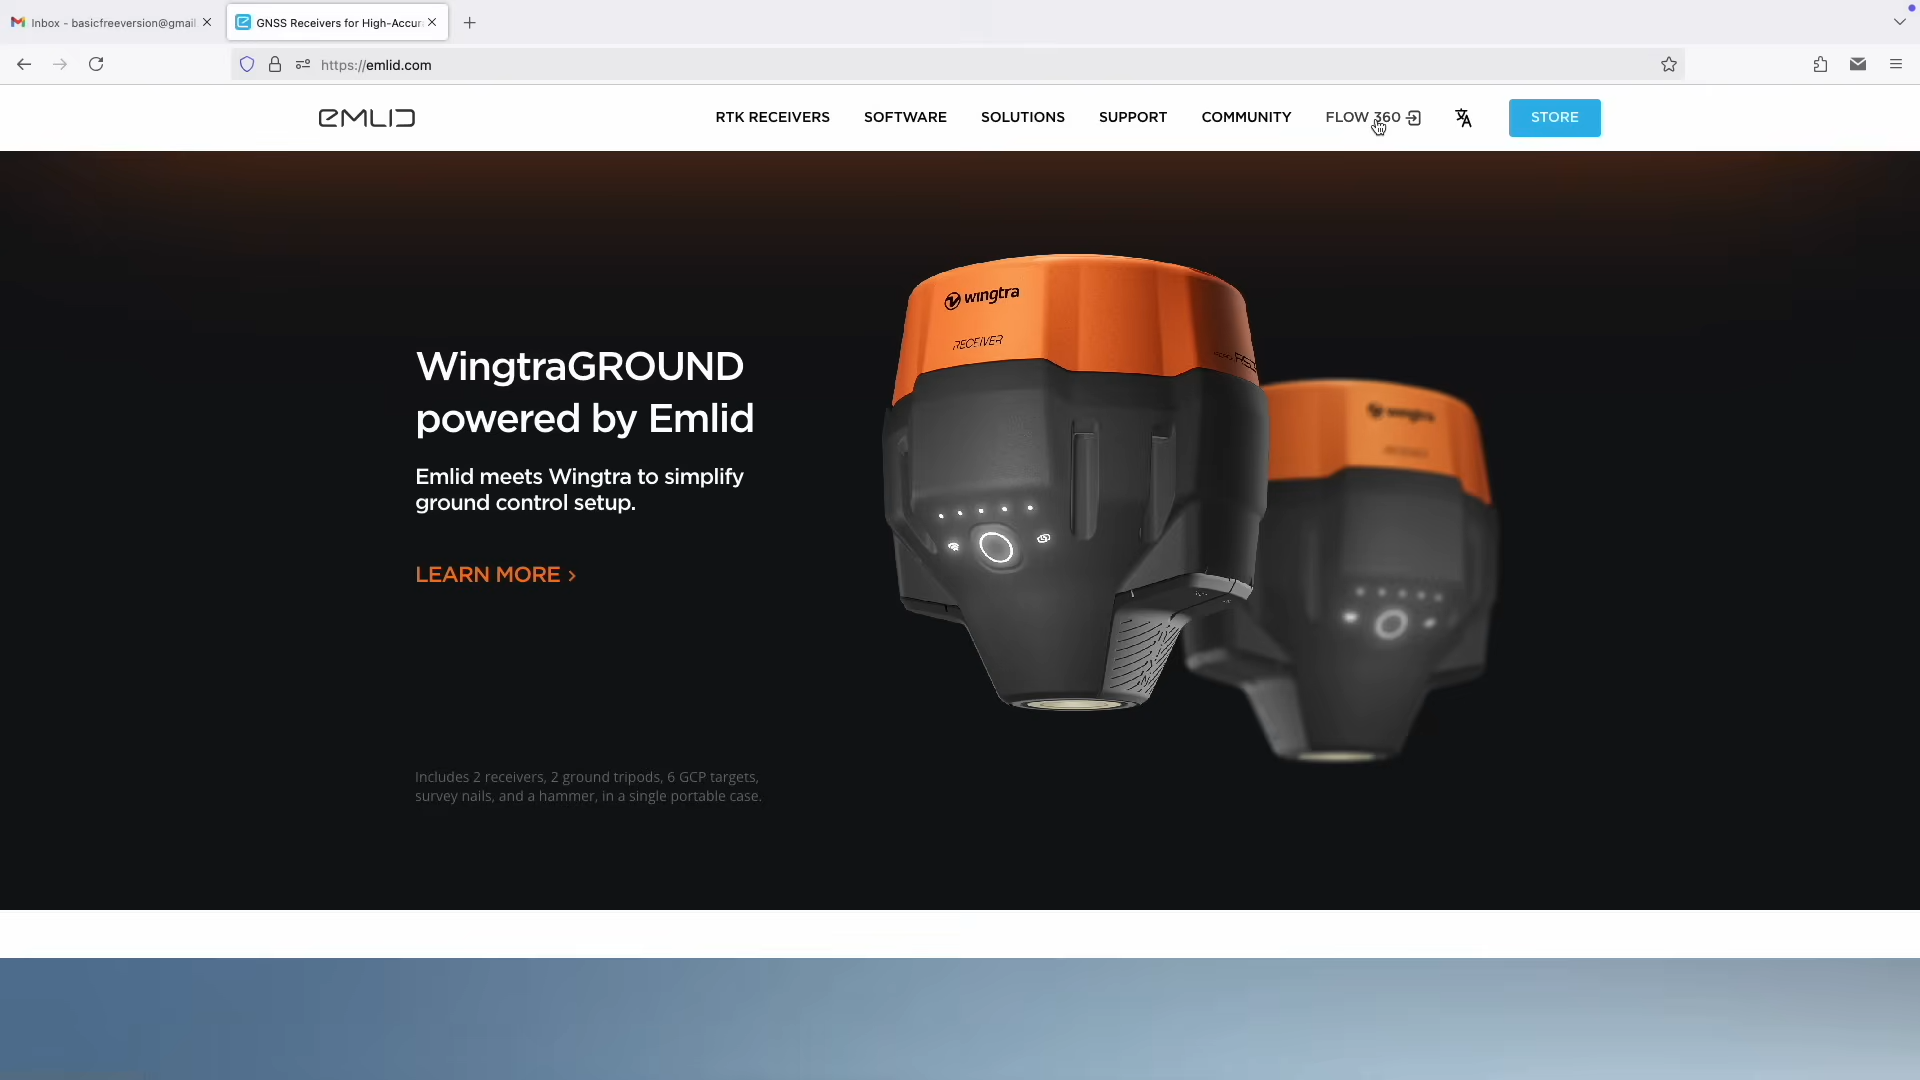 Inbox - basicfreeversion@gmail
GNSS Receivers for High-Accur
https://emlid.com
EMLID
RTK RECEIVERS
SOFTWARE
SOLUTIONS
SUPPORT
COMMUNITY
FLOW 360
STORE
wingtra
RECEIVER
wingtra
WingtraGROUND
powered by Emlid
Emlid meets Wingtra to simplify
ground control setup.
LEARN MORE >
Includes 2 receivers, 2 ground tripods, 6 GCP targets,
survey nails, and a hammer, in a single portable case.